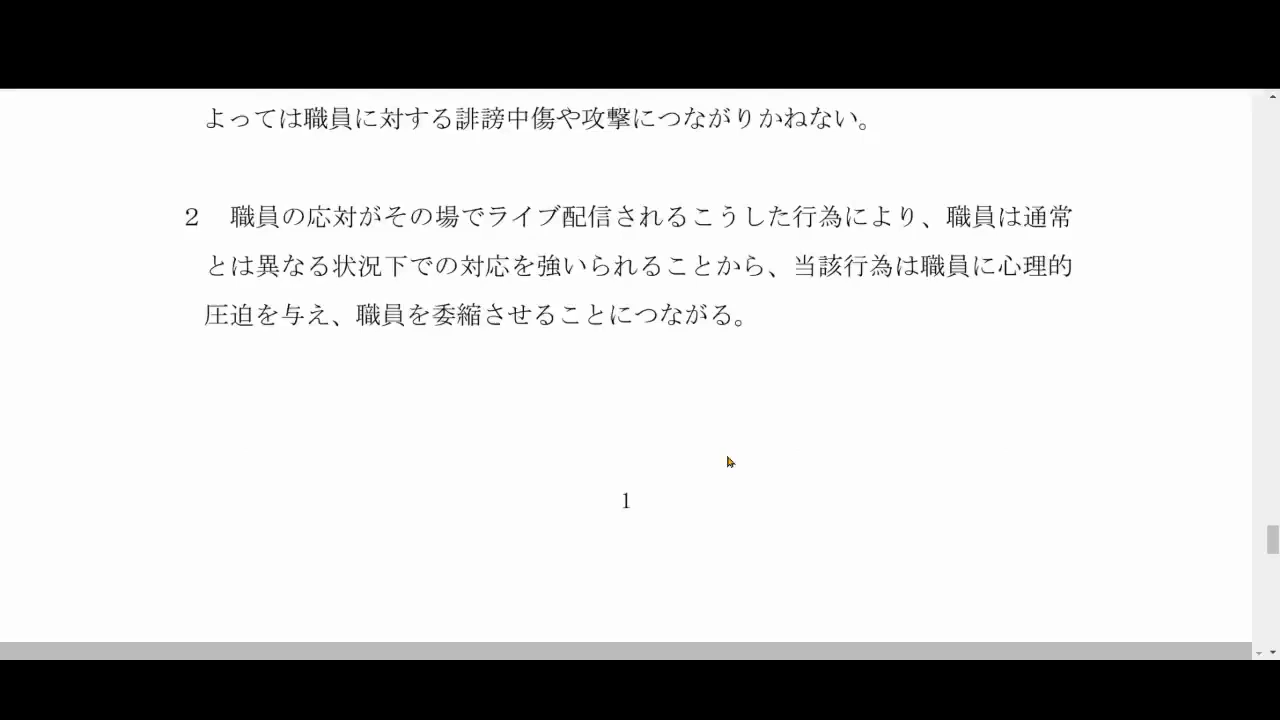 よっては職員に対する誹謗中傷や攻撃につながりかねない。
２　職員の応対がその場でライブ配信されるこうした行為により、職員は通常
とは異なる状況下での対応を強いられることから、当該行為は職員に心理的
圧迫を与え、職員を委縮させることにつながる。
1